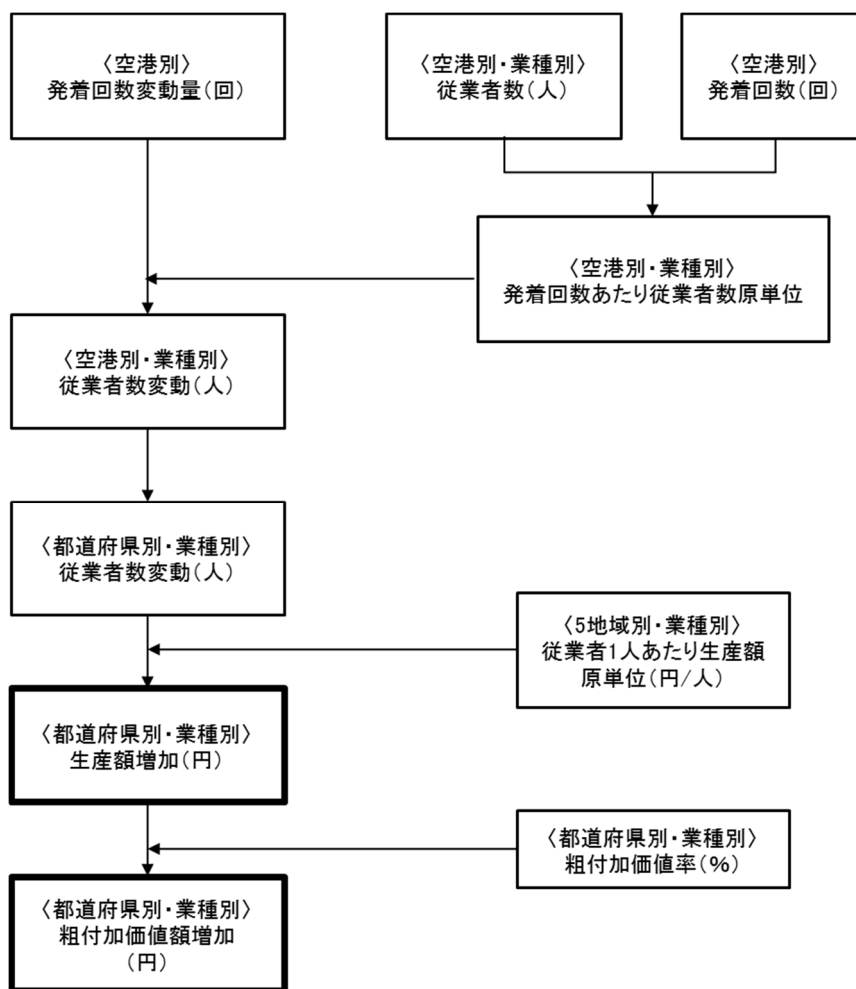 〈空港別〉
発着回数変動量(回)
〈空港別・業種別〉
従業者数(人)
〈空港別〉
発着回数(回)
〈空港別・業種別〉
発着回数あたり従業者数原単位
〈空港別・業種別〉
従業者数変動(人)
〈都道府県別・業種別〉
従業者数変動(人)
〈5地域別・業種別〉
従業者1人あたり生産額
原単位(円/人)
〈都道府県別・業種別〉
生産額増加(円)
〈都道府県別・業種別〉
粗付加価値率(%)
〈都道府県別・業種別〉
粗付加価値額増加
(円)